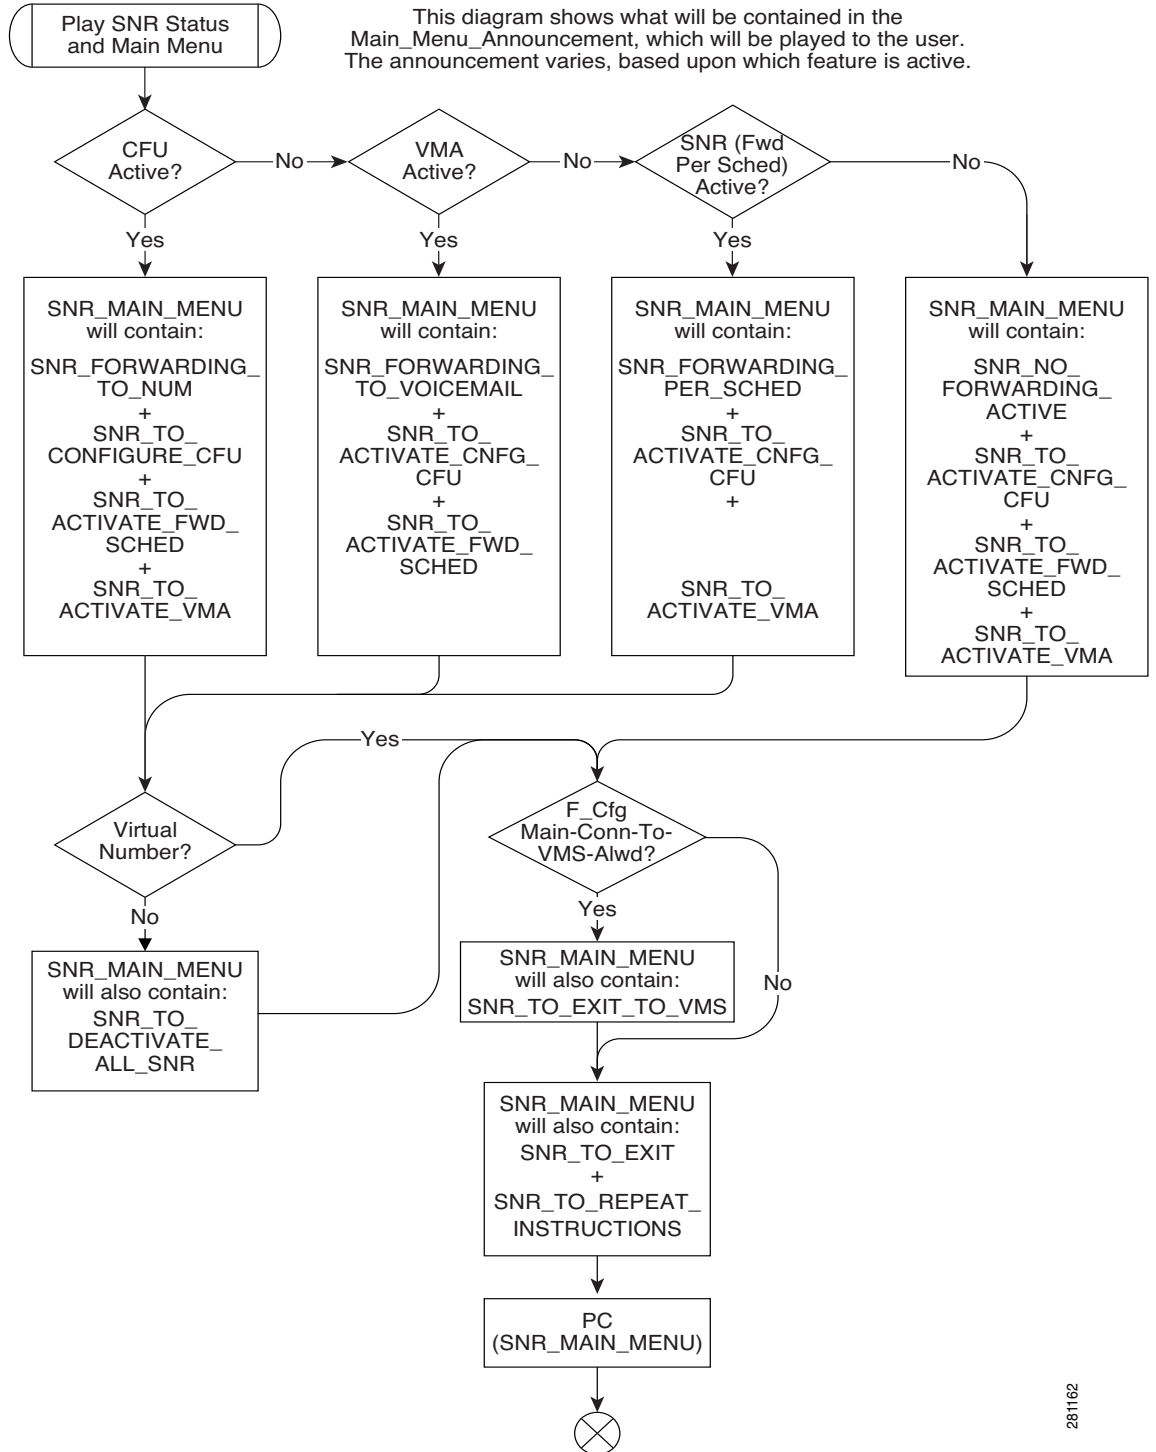 Play SNR Status
and Main Menu
This diagram shows what will be contained in the
Main_Menu_Announcement, which will be played to the user.
The announcement varies, based upon which feature is active.
CFU
Active?
No
VMA
Active?
No
SNR (Fwd
Per Sched)
Active?
No
Yes
Yes
Yes
SNR_MAIN_MENU
will contain:
SNR_FORWARDING_
TO_NUM
+
SNR_TO_
CONFIGURE_CFU
+
SNR_TO_
ACTIVATE_FWD_
SCHED
+
SNR_TO_
ACTIVATE_VMA
SNR_MAIN_MENU
will contain:
SNR_FORWARDING_
TO_VOICEMAIL
+
SNR_TO_
ACTIVATE_CNFG_
CFU
+
SNR_TO_
ACTIVATE_FWD_
SCHED
SNR_MAIN_MENU
will contain:
SNR_FORWARDING_
PER_SCHED
+
SNR_TO_
ACTIVATE_CNFG_
CFU
+
SNR_TO_
ACTIVATE_VMA
SNR_MAIN_MENU
will contain:
SNR_NO_
FORWARDING_
ACTIVE
+
SNR_TO_
ACTIVATE_CNFG_
CFU
+
SNR_TO_
ACTIVATE_FWD_
SCHED
+
SNR_TO_
ACTIVATE_VMA
Yes
Virtual
Number?
No
SNR_MAIN_MENU
will also contain:
SNR_TO_
DEACTIVATE_
ALL_SNR
F_Cfg
Main-Conn-To-
VMS-Alwd?
Yes
No
SNR_MAIN_MENU
will also contain:
SNR_TO_EXIT_TO_VMS
SNR_MAIN_MENU
will also contain:
SNR_TO_EXIT
+
SNR_TO_REPEAT_
INSTRUCTIONS
PC
(SNR_MAIN_MENU)
281162